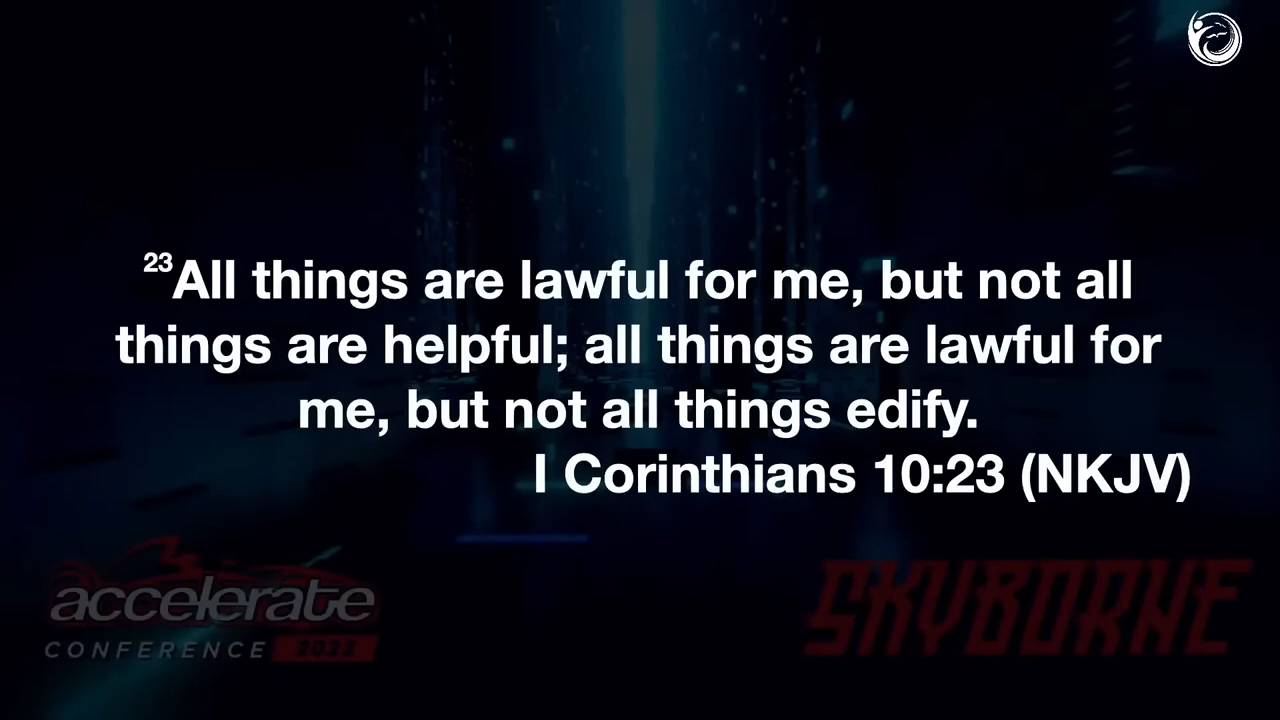 23All things are lawful for me, but not all
things are helpful; all things are lawful for
me, but not all things edify.
I Corinthians 10:23 (NKJV)
accelerate
CONFERENCE 2023
SKYBORNE